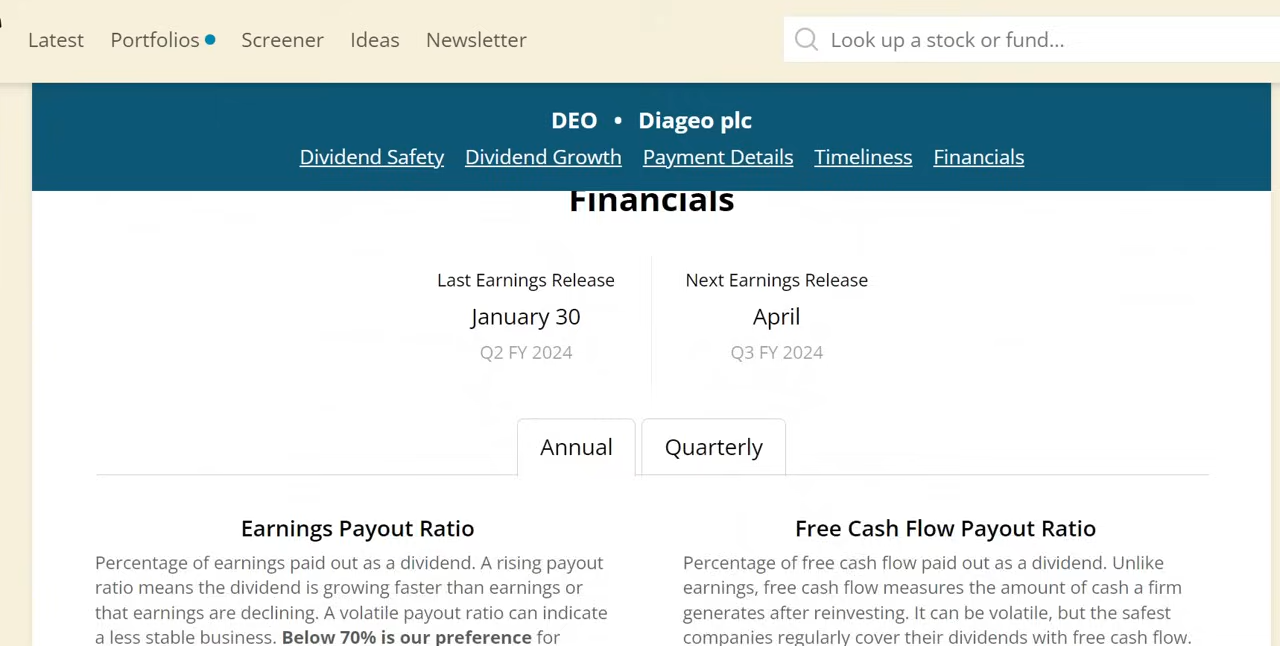 Latest Portfolios Screener Ideas Newsletter Look up a stock or fund...
DEO • Diageo plc
Dividend Safety Dividend Growth Payment Details Timeliness Financials
Financials
Last Earnings Release
January 30
Q2 FY 2024
Next Earnings Release
April
Q3 FY 2024
Annual Quarterly
Earnings Payout Ratio
Percentage of earnings paid out as a dividend. A rising payout
ratio means the dividend is growing faster than earnings or
that earnings are declining. A volatile payout ratio can indicate
a less stable business. Below 70% is our preference for
Free Cash Flow Payout Ratio
Percentage of free cash flow paid out as a dividend. Unlike
earnings, free cash flow measures the amount of cash a firm
generates after reinvesting. It can be volatile, but the safest
companies regularly cover their dividends with free cash flow.